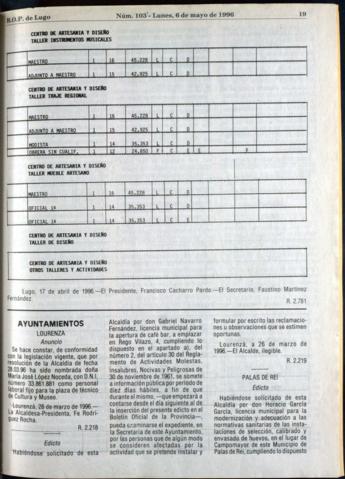 B.O.P. de Lugo
Núm. 103 - Lunes, 6 de mayo de 1996
19
CENTRO DE ARTESANIA Y DISEÑO
TALLER INSTRUMENTOS MUSICALES
MAESTRO 1 16 45,228 L C D
ADJUNTO A MAESTRO 1 15 42,925 L C D
CENTRO DE ARTESANIA Y DISEÑO
TALLER TRAJE REGIONAL
MAESTRO 1 16 45,228 L C D
ADJUNTO A MAESTRO 1 15 42,925 L C D
MODISTA 1 14 35,353 L C D
OBRERA SIN CUALIF. 1 12 24,850 F C E
CENTRO DE ARTESANIA Y DISEÑO
TALLER MUEBLE ARTESANO
MAESTRO 1 16 45,228 L C D
OFICIAL 1ª 1 14 35,353 L C D
OFICIAL 1ª 1 14 35,353 L C D
CENTRO DE ARTESANIA Y DISEÑO
TALLER DE DISEÑO
CENTRO DE ARTESANIA Y DISEÑO
OTROS TALLERES Y ACTIVIDADES
Lugo, 17 de abril de 1996.—El Presidente, Francisco Cacharro Pardo.—El Secretario, Faustino Martínez
Fernández.
R. 2.781
AYUNTAMIENTOS
LOURENZA
Anuncio
Se hace constar, de conformidad
con la legislación vigente, que por
resolución de la Alcaldía de fecha
28.03.96 ha sido nombrada doña
María José López Noceda, con D.N.I.
número 33.861.881 como personal
laboral fijo para la plaza de técnico
de Cultura y Museo.
Lourenzá, 28 de marzo de 1996.—
La Alcaldesa-Presidenta, Fe Rodrí-
guez Rocha.
R. 2.218
Edicto
Habiéndose solicitado de esta
Alcaldía por don Gabriel Navarro
Fernández, licencia municipal para
la apertura de café bar, a emplazar
en Rego Vilazo, 4, cumpliendo lo
dispuesto en el apartado a), del
número 2, del artículo 30 del Regla-
mento de Actividades Molestas,
Insalubres, Nocivas y Peligrosas de
30 de noviembre de 1961, se somete
a información pública por período de
diez días hábiles, a fin de que
durante el mismo, —que empezará a
contarse desde el día siguiente al de
la inserción del presente edicto en el
Boletín Oficial de la Provincia—,
pueda examinarse el expediente, en
la Secretaría de este Ayuntamiento,
por las personas que de algún modo
se consideren afectadas por la
actividad que se pretende instalar y
formular por escrito las reclamacio-
nes u observaciones que se estimen
oportunas.
Lourenzá, a 26 de marzo de
1996.—El Alcalde, ilegible.
R. 2.219
PALAS DE REI
Edicto
Habiéndose solicitado de esta
Alcaldía por don Horacio García
García, licencia municipal para la
modernización y adecuación a las
normativas sanitarias de las insta-
laciones de selección, calibrado y
envasado de huevos, en el lugar de
Campomayor de este Municipio de
Palas de Rei, cumpliendo lo dispuesto